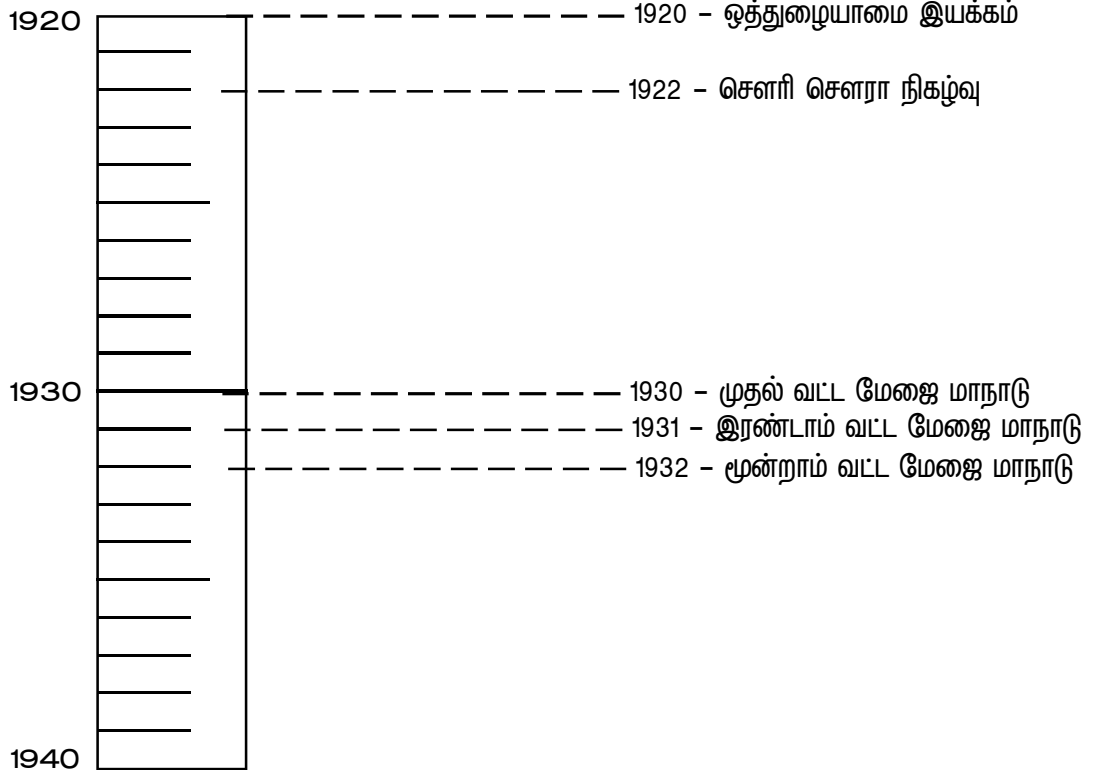 1920
1920 – ஒத்துழையாமை இயக்கம்
1922 – சௌரி சௌரா நிகழ்வு
1930
1930 – முதல் வட்ட மேஜை மாநாடு
1931 – இரண்டாம் வட்ட மேஜை மாநாடு
1932 – மூன்றாம் வட்ட மேஜை மாநாடு
1940